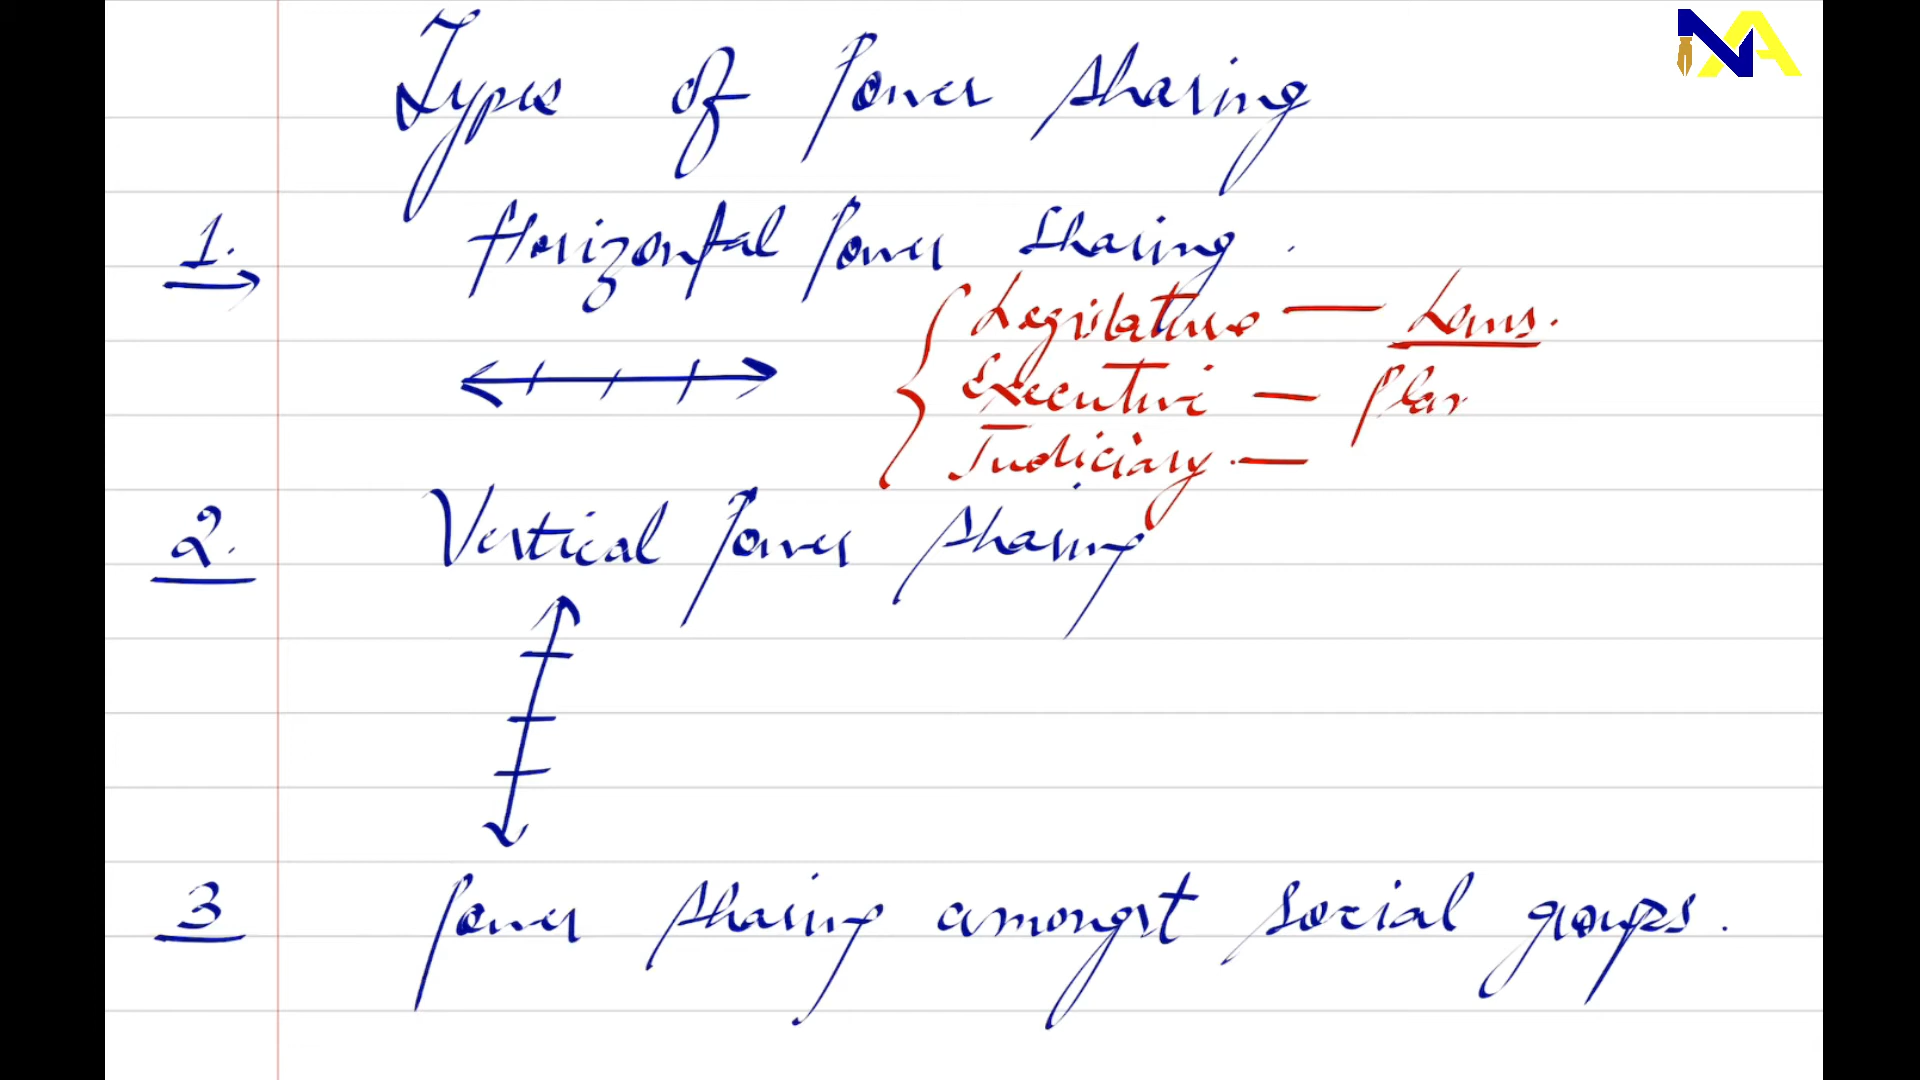 Types of Power Sharing
1. Horizontal Power Sharing.
Legislature — Laws.
Executive — Plan
Judiciary. —
2. Vertical Power Sharing
3 Power Sharing amongst social groups.
NA